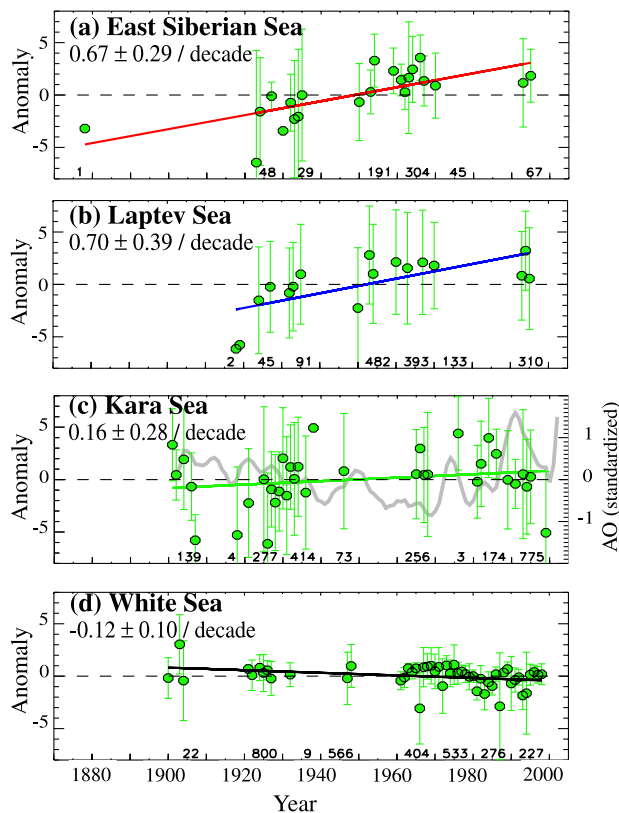 (a) East Siberian Sea
0.67 ± 0.29 / decade
Anomaly
5
0
-5
1 48 29 191 304 45 67
(b) Laptev Sea
0.70 ± 0.39 / decade
Anomaly
5
0
-5
2 45 91 482 393 133 310
(c) Kara Sea
0.16 ± 0.28 / decade
Anomaly
5
0
-5
1
0
-1
AO (standardized)
139 4 277 414 73 256 3 174 775
(d) White Sea
-0.12 ± 0.10 / decade
Anomaly
5
0
-5
22 800 9 566 404 533 276 227
1880 1900 1920 1940 1960 1980 2000
Year